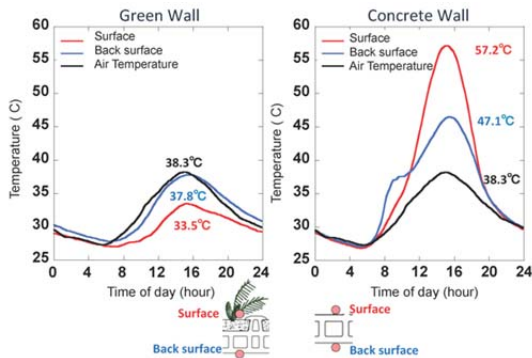 Green Wall
Temperature ( C)
60
55
50
45
40
35
30
25
Surface
Back surface
Air Temperature
38.3°C
37.8°C
33.5°C
0 4 8 12 16 20 24
Time of day (hour)
Surface
Back surface
Concrete Wall
Temperature ( C)
60
55
50
45
40
35
30
25
Surface
Back surface
Air Temperature
57.2°C
47.1°C
38.3°C
0 4 8 12 16 20 24
Time of day (hour)
Surface
Back surface